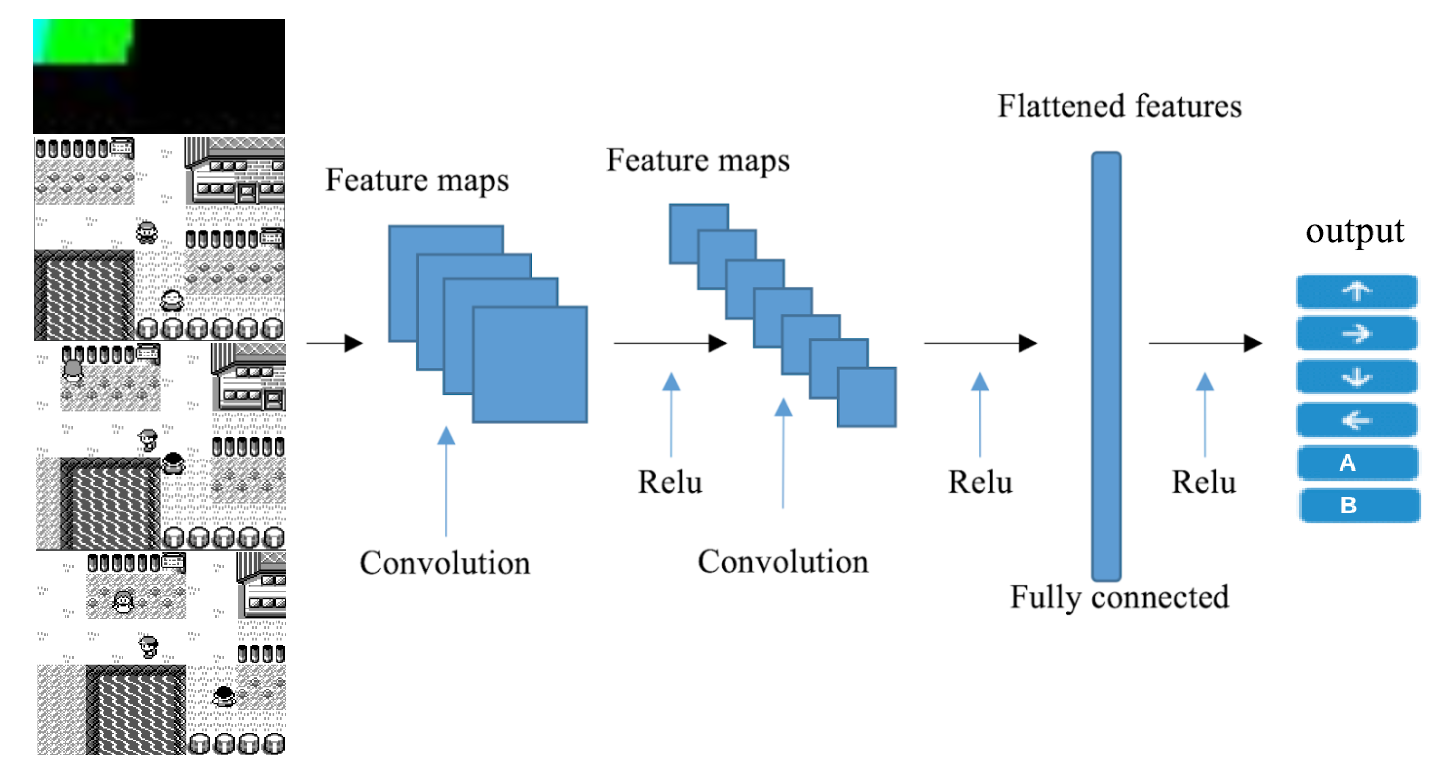 Flattened features
Feature maps
Feature maps
output
A
B
Relu
Relu
Relu
Convolution
Convolution
Fully connected